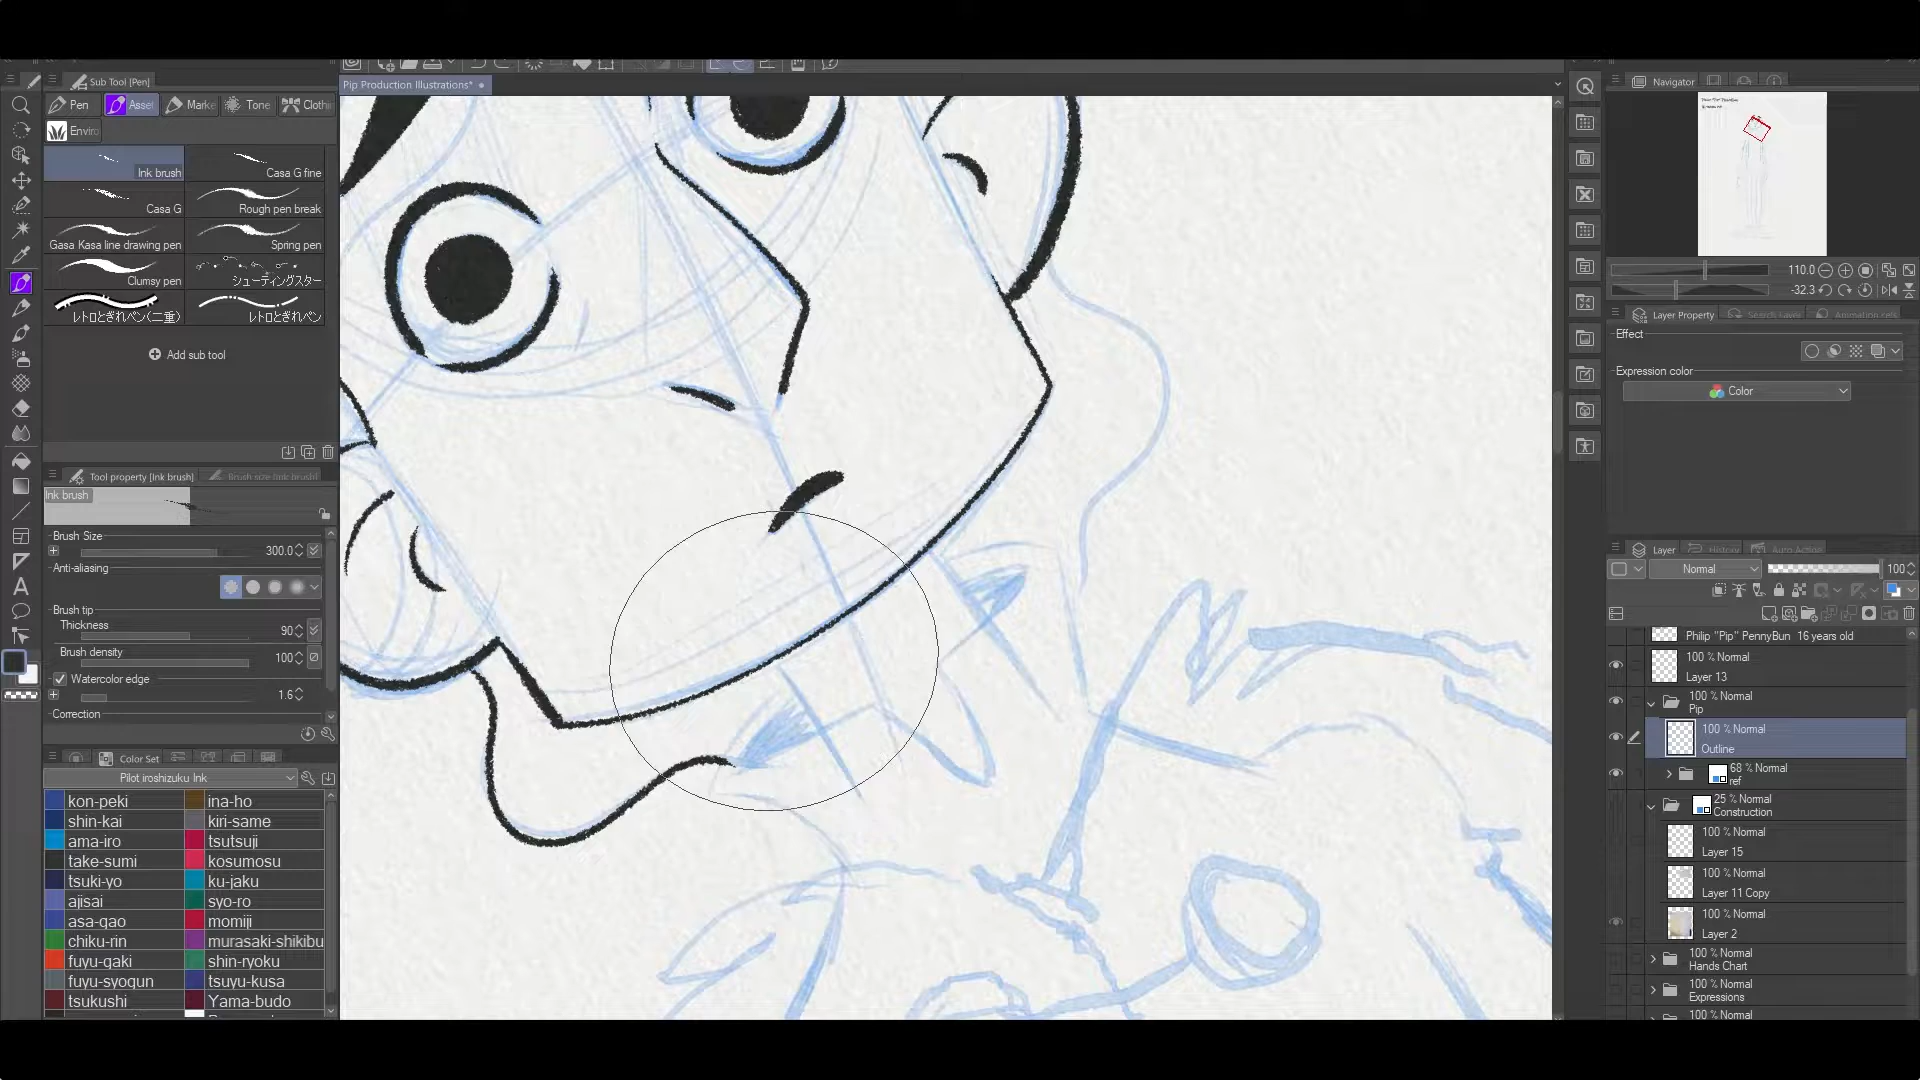 Sub Tool [Pen]
Pen
Asset
Marke
Tone
Clothin
Enviro
Ink brush
Casa G fine
Casa G
Rough pen break
Gasa Kasa line drawing pen
Spring pen
Clumsy pen
シューティングスター
レトロとぎれペン(二重)
レトロとぎれペン
Add sub tool
Tool property [Ink brush]
Brush size [Ink brush]
Ink brush
Brush Size
300.0
Anti-aliasing
Brush tip
Thickness
90
Brush density
100
Watercolor edge
1.6
Correction
Color Set
Pilot iroshizuku Ink
kon-peki
ina-ho
shin-kai
kiri-same
ama-iro
tsutsuji
take-sumi
kosumosu
tsuki-yo
ku-jaku
ajisai
syo-ro
asa-gao
momiji
chiku-rin
murasaki-shikibu
fuyu-gaki
shin-ryoku
fuyu-syogun
tsuyu-kusa
tsukushi
Yama-budo
Pip Production Illustrations*
Navigator
110.0
-32.3
Layer Property
Search Layer
Animation cels
Effect
Expression color
Color
Layer
History
Auto Action
Normal
100
Philip "Pip" PennyBun 16 years old
100 % Normal
Layer 13
100 % Normal
Pip
100 % Normal
Outline
68 % Normal
ref
25 % Normal
Construction
100 % Normal
Layer 15
100 % Normal
Layer 11 Copy
100 % Normal
Layer 2
100 % Normal
Hands Chart
100 % Normal
Expressions
100 % Normal